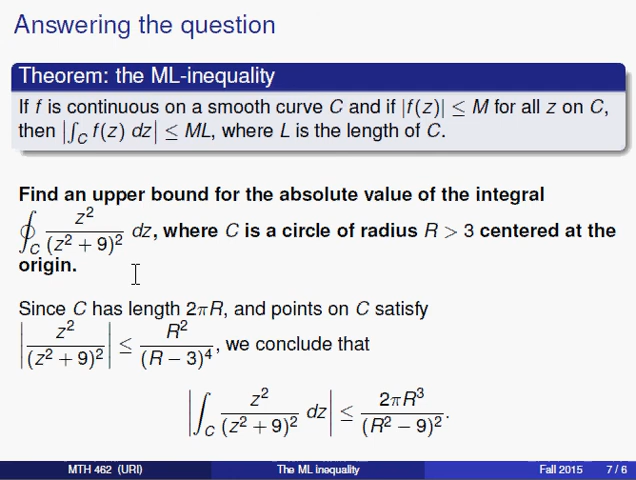 Answering the question
Theorem: the ML-inequality
If f is continuous on a smooth curve C and if |f(z)| ≤ M for all z on C,
then |∫_C f(z) dz| ≤ ML, where L is the length of C.
Find an upper bound for the absolute value of the integral
∮_C z²/(z² + 9)² dz, where C is a circle of radius R > 3 centered at the
origin.
Since C has length 2πR, and points on C satisfy
|z²/(z² + 9)²| ≤ R²/(R − 3)⁴, we conclude that
|∫_C z²/(z² + 9)² dz| ≤ 2πR³/(R² − 9)².
MTH 462 (URI) The ML inequality Fall 2015 7 / 6